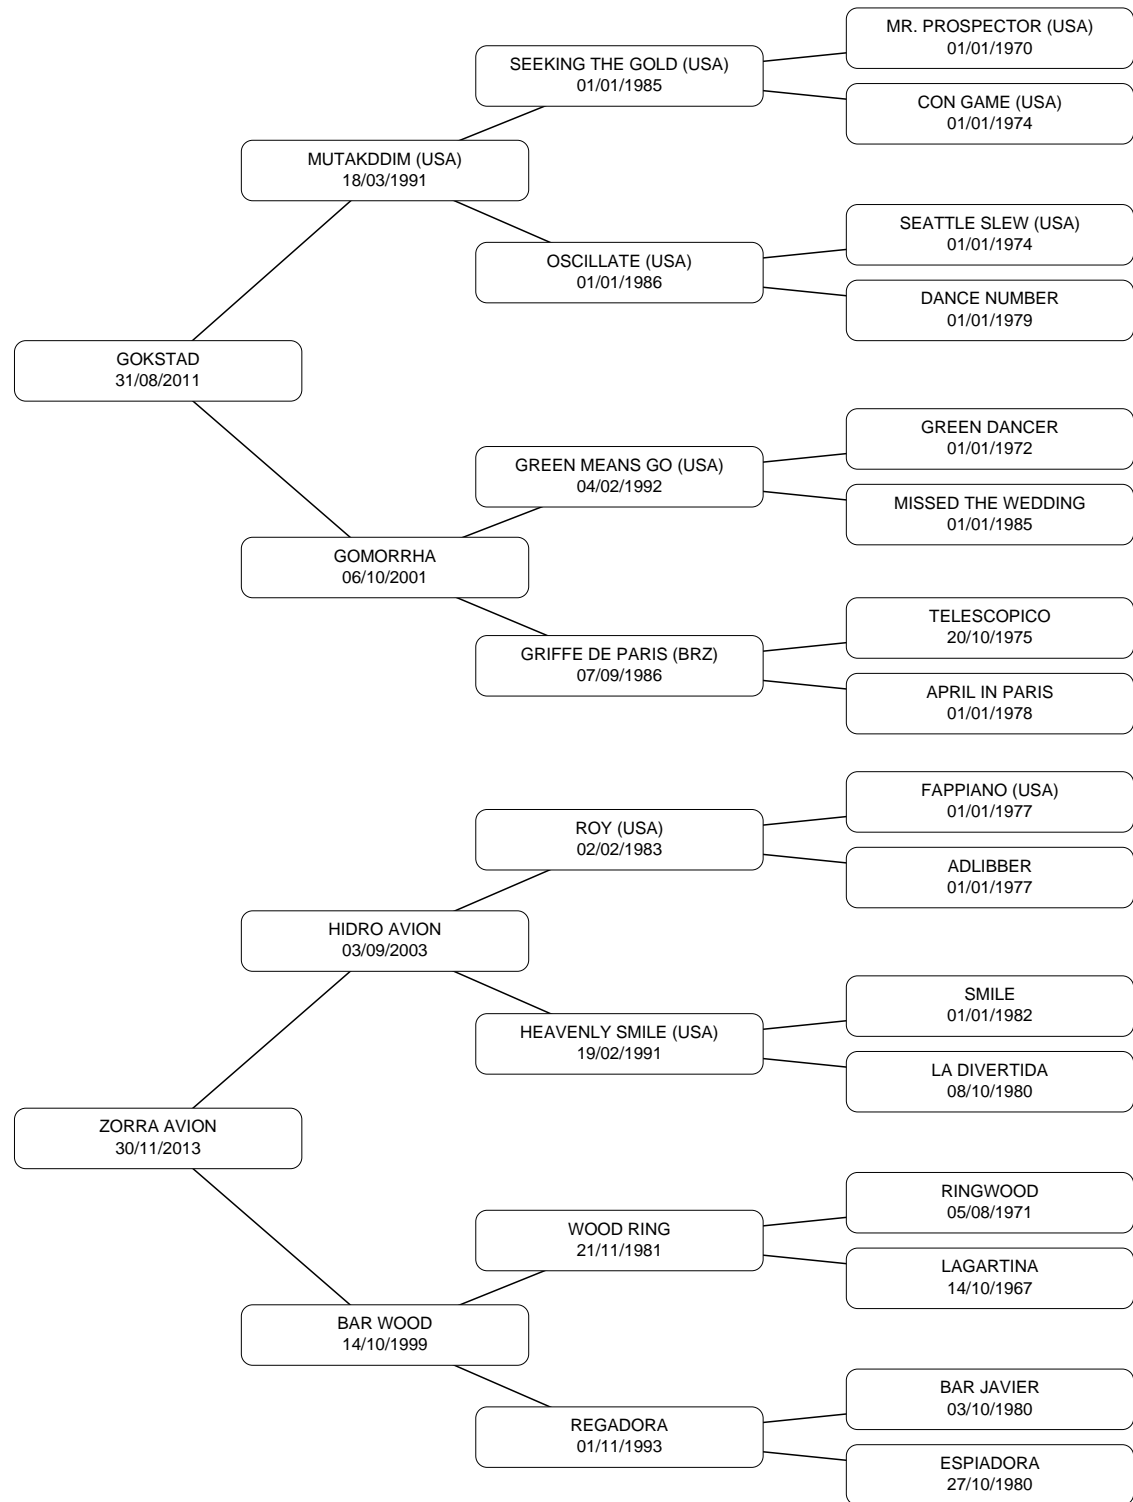 MR. PROSPECTOR (USA)
01/01/1970
SEEKING THE GOLD (USA)
01/01/1985
CON GAME (USA)
01/01/1974
MUTAKDDIM (USA)
18/03/1991
SEATTLE SLEW (USA)
01/01/1974
OSCILLATE (USA)
01/01/1986
DANCE NUMBER
01/01/1979
GOKSTAD
31/08/2011
GREEN DANCER
01/01/1972
GREEN MEANS GO (USA)
04/02/1992
MISSED THE WEDDING
01/01/1985
GOMORRHA
06/10/2001
TELESCOPICO
20/10/1975
GRIFFE DE PARIS (BRZ)
07/09/1986
APRIL IN PARIS
01/01/1978
FAPPIANO (USA)
01/01/1977
ROY (USA)
02/02/1983
ADLIBBER
01/01/1977
HIDRO AVION
03/09/2003
SMILE
01/01/1982
HEAVENLY SMILE (USA)
19/02/1991
LA DIVERTIDA
08/10/1980
ZORRA AVION
30/11/2013
RINGWOOD
05/08/1971
WOOD RING
21/11/1981
LAGARTINA
14/10/1967
BAR WOOD
14/10/1999
BAR JAVIER
03/10/1980
REGADORA
01/11/1993
ESPIADORA
27/10/1980